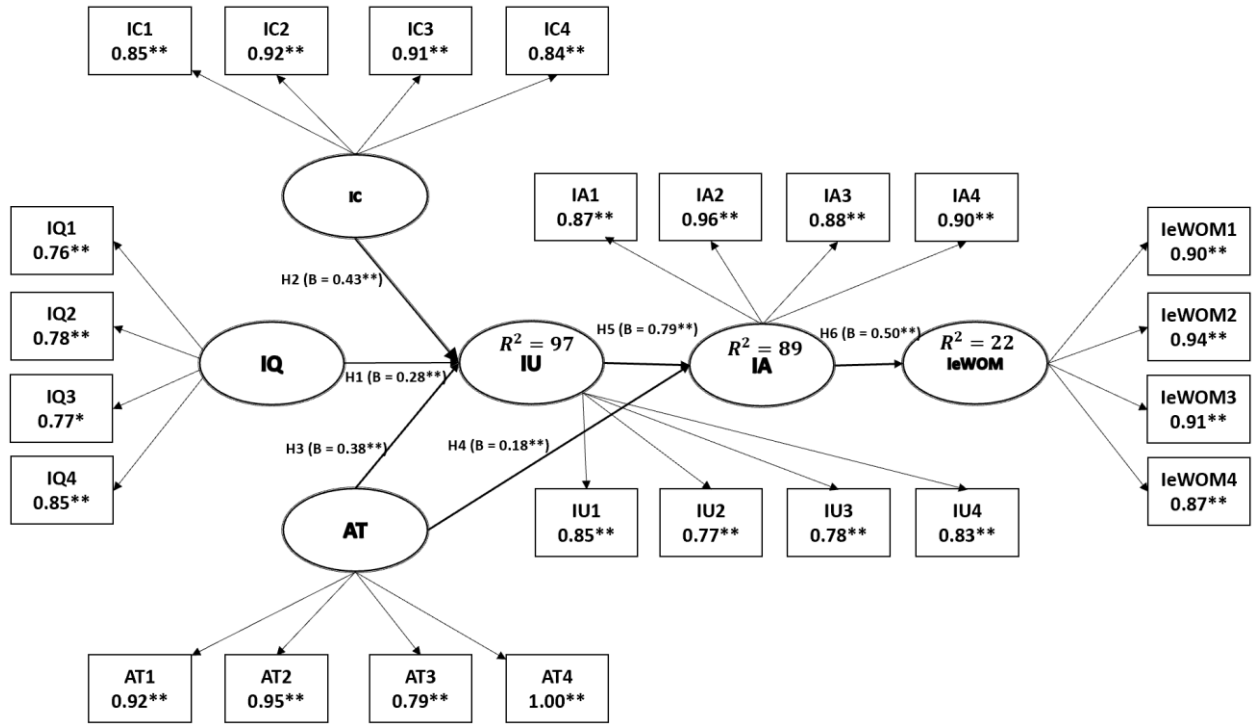 IC1
0.85**
IC2
0.92**
IC3
0.91**
IC4
0.84**
IC
IA1
0.87**
IA2
0.96**
IA3
0.88**
IA4
0.90**
IQ1
0.76**
IQ2
0.78**
IQ3
0.77*
IQ4
0.85**
IeWOM1
0.90**
IeWOM2
0.94**
IeWOM3
0.91**
IeWOM4
0.87**
H2 (B = 0.43**)
IQ
H1 (B = 0.28**)
R² = 97
IU
H5 (B = 0.79**)
R² = 89
IA
H6 (B = 0.50**)
R² = 22
IeWOM
H3 (B = 0.38**)
H4 (B = 0.18**)
AT
IU1
0.85**
IU2
0.77**
IU3
0.78**
IU4
0.83**
AT1
0.92**
AT2
0.95**
AT3
0.79**
AT4
1.00**